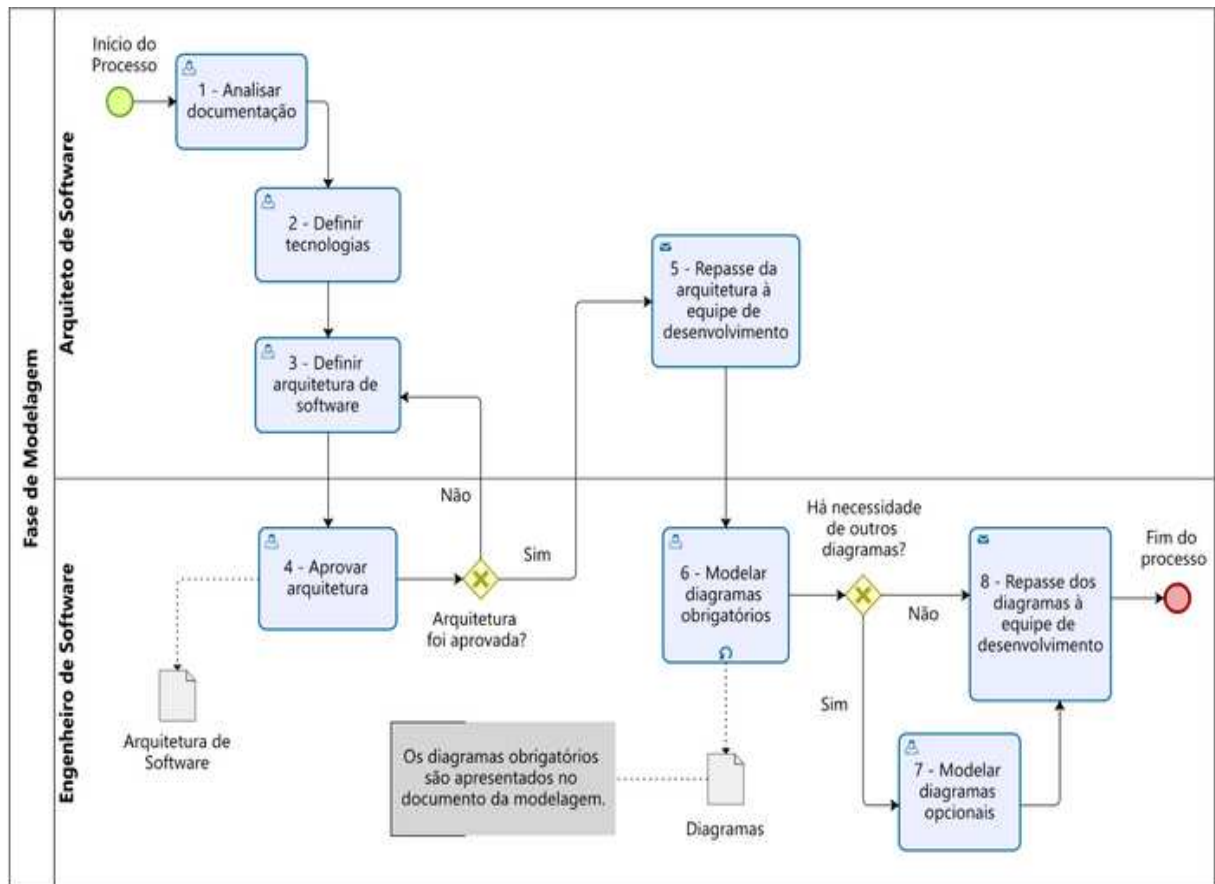 Fase de Modelagem
Arquiteto de Software
Início do
Processo
1 - Analisar
documentação
2 - Definir
tecnologias
3 - Definir
arquitetura de
software
5 - Repasse da
arquitetura à
equipe de
desenvolvimento
Engenheiro de Software
4 - Aprovar
arquitetura
Não
Sim
Arquitetura
foi aprovada?
Arquitetura de
Software
6 - Modelar
diagramas
obrigatórios
Há necessidade
de outros
diagramas?
Não
Sim
8 - Repasse dos
diagramas à
equipe de
desenvolvimento
Fim do
processo
7 - Modelar
diagramas
opcionais
Os diagramas obrigatórios
são apresentados no
documento da modelagem.
Diagramas